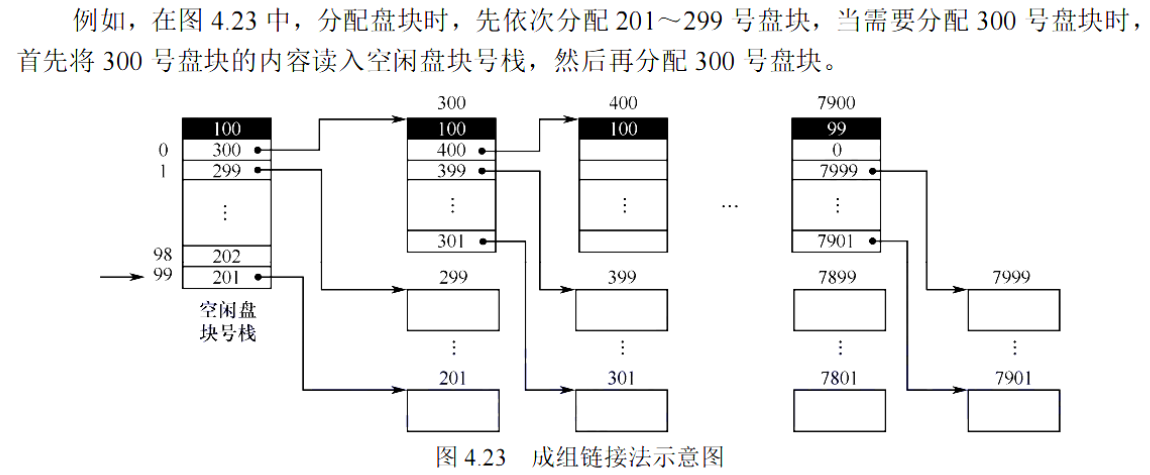 例如，在图 4.23 中，分配盘块时，先依次分配 201～299 号盘块，当需要分配 300 号盘块时，
首先将 300 号盘块的内容读入空闲盘块号栈，然后再分配 300 号盘块。
300 400 7900
100 100 100 99
0 300 400 0
1 299 399 7999
⋮ ⋮ ⋮ … ⋮
301 7901
98 202
99 201 299 399 7899 7999
空闲盘
块号栈
⋮ ⋮ ⋮ ⋮
201 301 7801 7901
图 4.23 成组链接法示意图